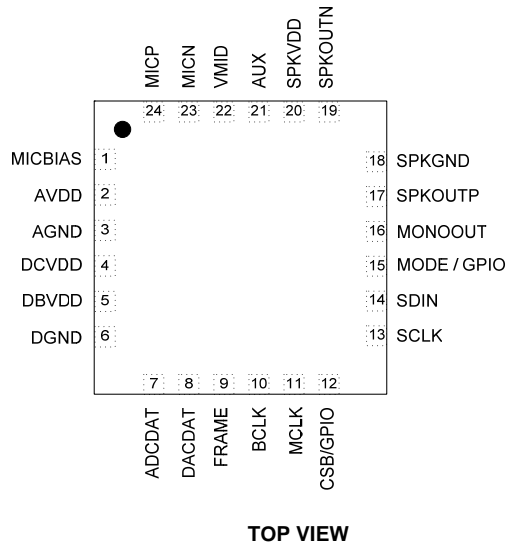 MICP
MICN
VMID
AUX
SPKVDD
SPKOUTN
24
23
22
21
20
19
MICBIAS 1
AVDD 2
AGND 3
DCVDD 4
DBVDD 5
DGND 6
18 SPKGND
17 SPKOUTP
16 MONOOUT
15 MODE / GPIO
14 SDIN
13 SCLK
7
8
9
10
11
12
ADCDAT
DACDAT
FRAME
BCLK
MCLK
CSB/GPIO
TOP VIEW